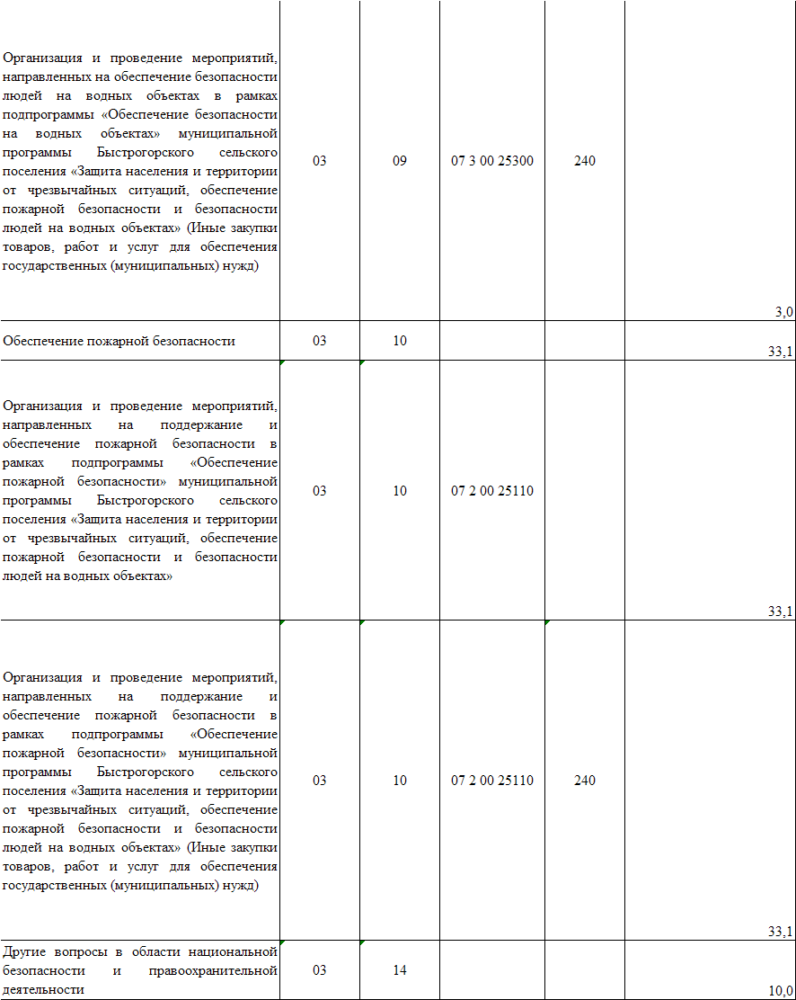 Организация и проведение мероприятий,
направленных на обеспечение безопасности
людей на водных объектах в рамках
подпрограммы «Обеспечение безопасности
на водных объектах» муниципальной
программы Быстрогорского сельского
поселения «Защита населения и территории
от чрезвычайных ситуаций, обеспечение
пожарной безопасности и безопасности
людей на водных объектах» (Иные закупки
товаров, работ и услуг для обеспечения
государственных (муниципальных) нужд)
03 09 07 3 00 25300 240
3,0
Обеспечение пожарной безопасности 03 10
33,1
Организация и проведение мероприятий,
направленных на поддержание и
обеспечение пожарной безопасности в
рамках подпрограммы «Обеспечение
пожарной безопасности» муниципальной
программы Быстрогорского сельского
поселения «Защита населения и территории
от чрезвычайных ситуаций, обеспечение
пожарной безопасности и безопасности
людей на водных объектах»
03 10 07 2 00 25110
33,1
Организация и проведение мероприятий,
направленных на поддержание и
обеспечение пожарной безопасности в
рамках подпрограммы «Обеспечение
пожарной безопасности» муниципальной
программы Быстрогорского сельского
поселения «Защита населения и территории
от чрезвычайных ситуаций, обеспечение
пожарной безопасности и безопасности
людей на водных объектах» (Иные закупки
товаров, работ и услуг для обеспечения
государственных (муниципальных) нужд)
03 10 07 2 00 25110 240
33,1
Другие вопросы в области национальной
безопасности и правоохранительной
деятельности
03 14
10,0